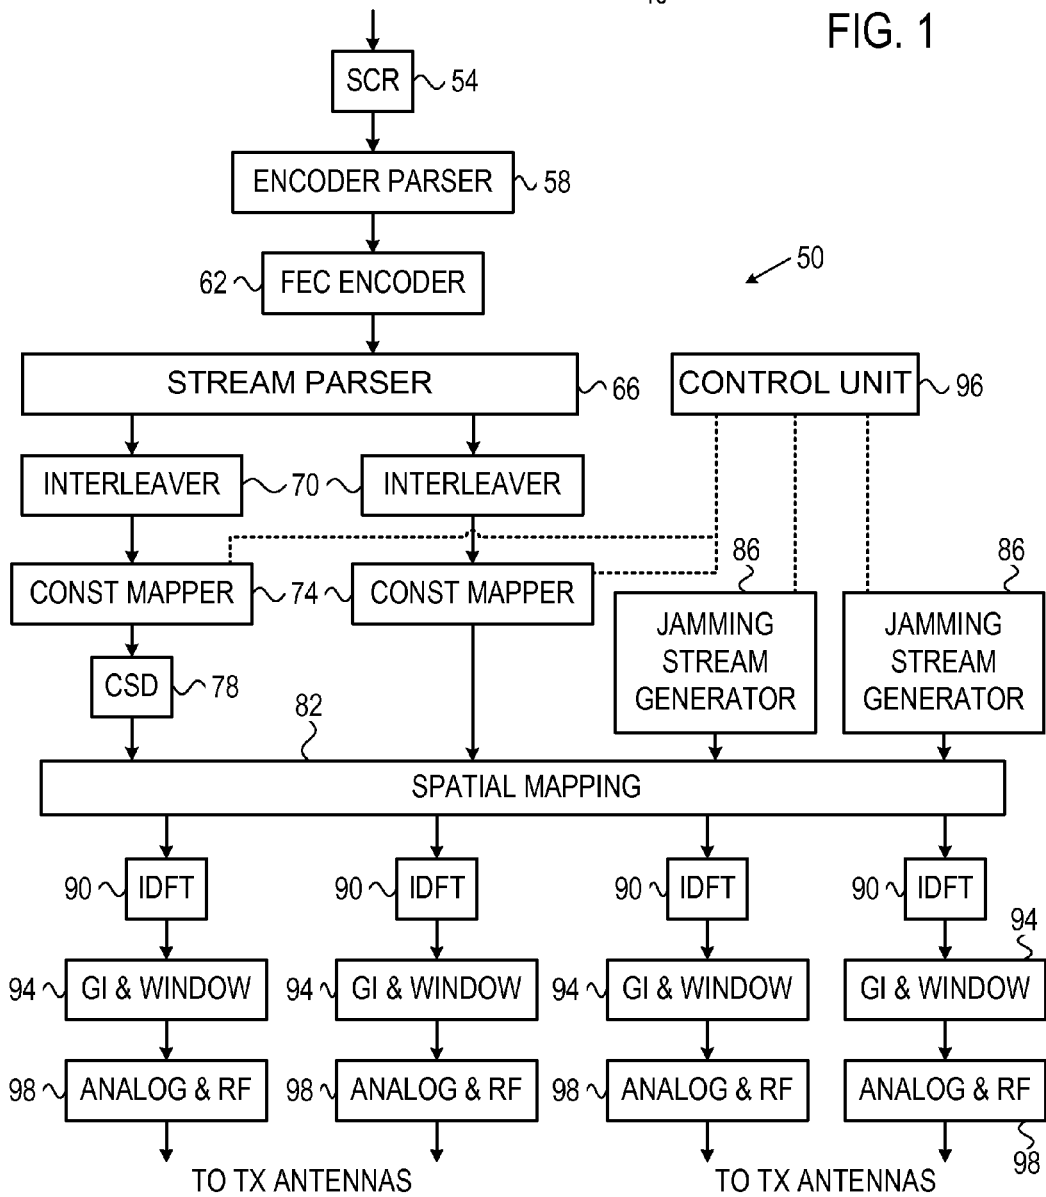 FIG. 1
SCR 54
ENCODER PARSER 58
50
62 FEC ENCODER
STREAM PARSER 66
CONTROL UNIT 96
INTERLEAVER 70 INTERLEAVER
CONST MAPPER 74 CONST MAPPER
86 86
JAMMING STREAM GENERATOR
JAMMING STREAM GENERATOR
CSD 78
82
SPATIAL MAPPING
90 IDFT 90 IDFT 90 IDFT 90 IDFT
94 GI & WINDOW 94 GI & WINDOW 94 GI & WINDOW 94 GI & WINDOW
98 ANALOG & RF 98 ANALOG & RF 98 ANALOG & RF ANALOG & RF 98
TO TX ANTENNAS TO TX ANTENNAS